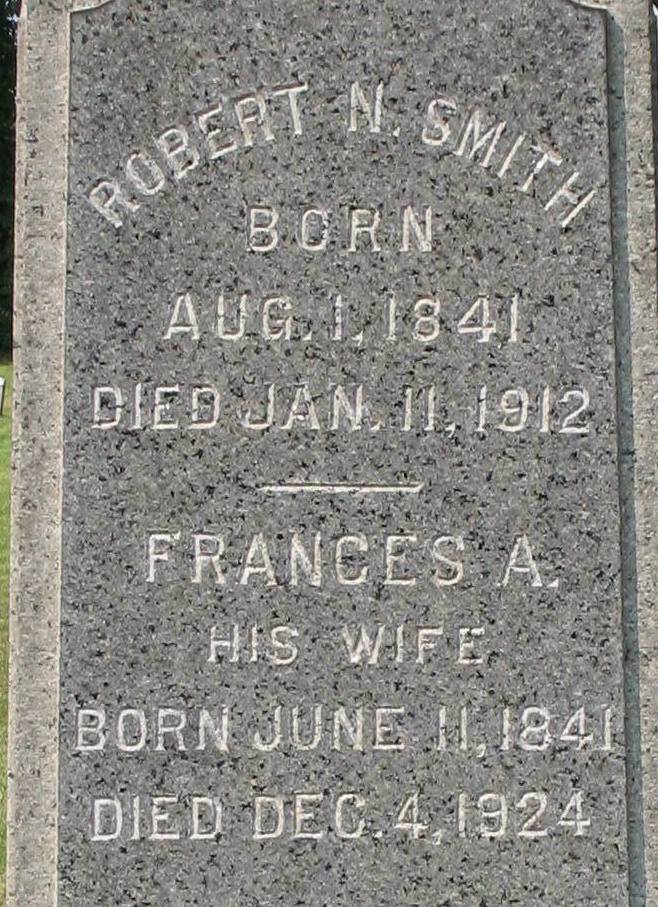 ROBERT N. SMITH
BORN
AUG. 1, 1841
DIED JAN. 11, 1912
FRANCES A.
HIS WIFE
BORN JUNE 11, 1841
DIED DEC. 4, 1924